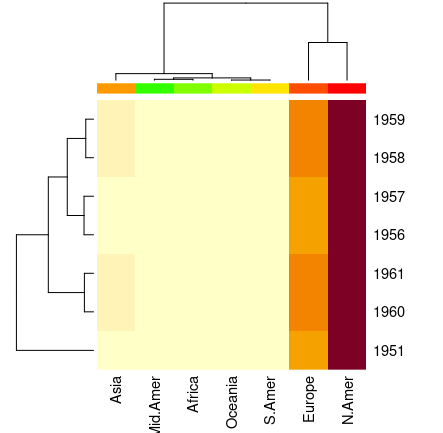 1959
1958
1957
1956
1961
1960
1951
Asia
Mid.Amer
Africa
Oceania
S.Amer
Europe
N.Amer